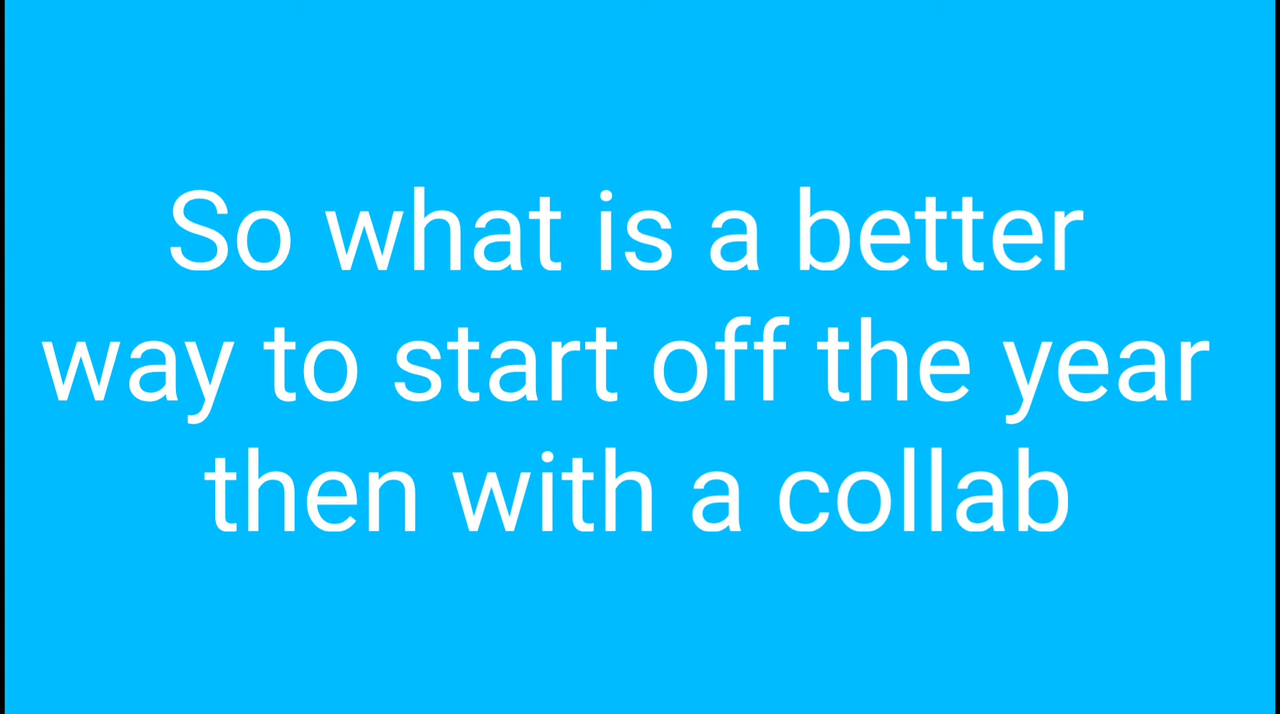 So what is a better
way to start off the year
then with a collab